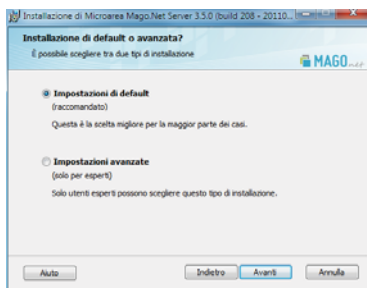 Installazione di Microarea Mago.Net Server 3.5.0 (build 208 - 20110...
Installazione di default o avanzata?
È possibile scegliere tra due tipi di installazione
MAGO.net
Impostazioni di default
(raccomandato)
Questa è la scelta migliore per la maggior parte dei casi.
Impostazioni avanzate
(solo per esperti)
Solo utenti esperti possono scegliere questo tipo di installazione.
Aiuto
Indietro
Avanti
Annulla